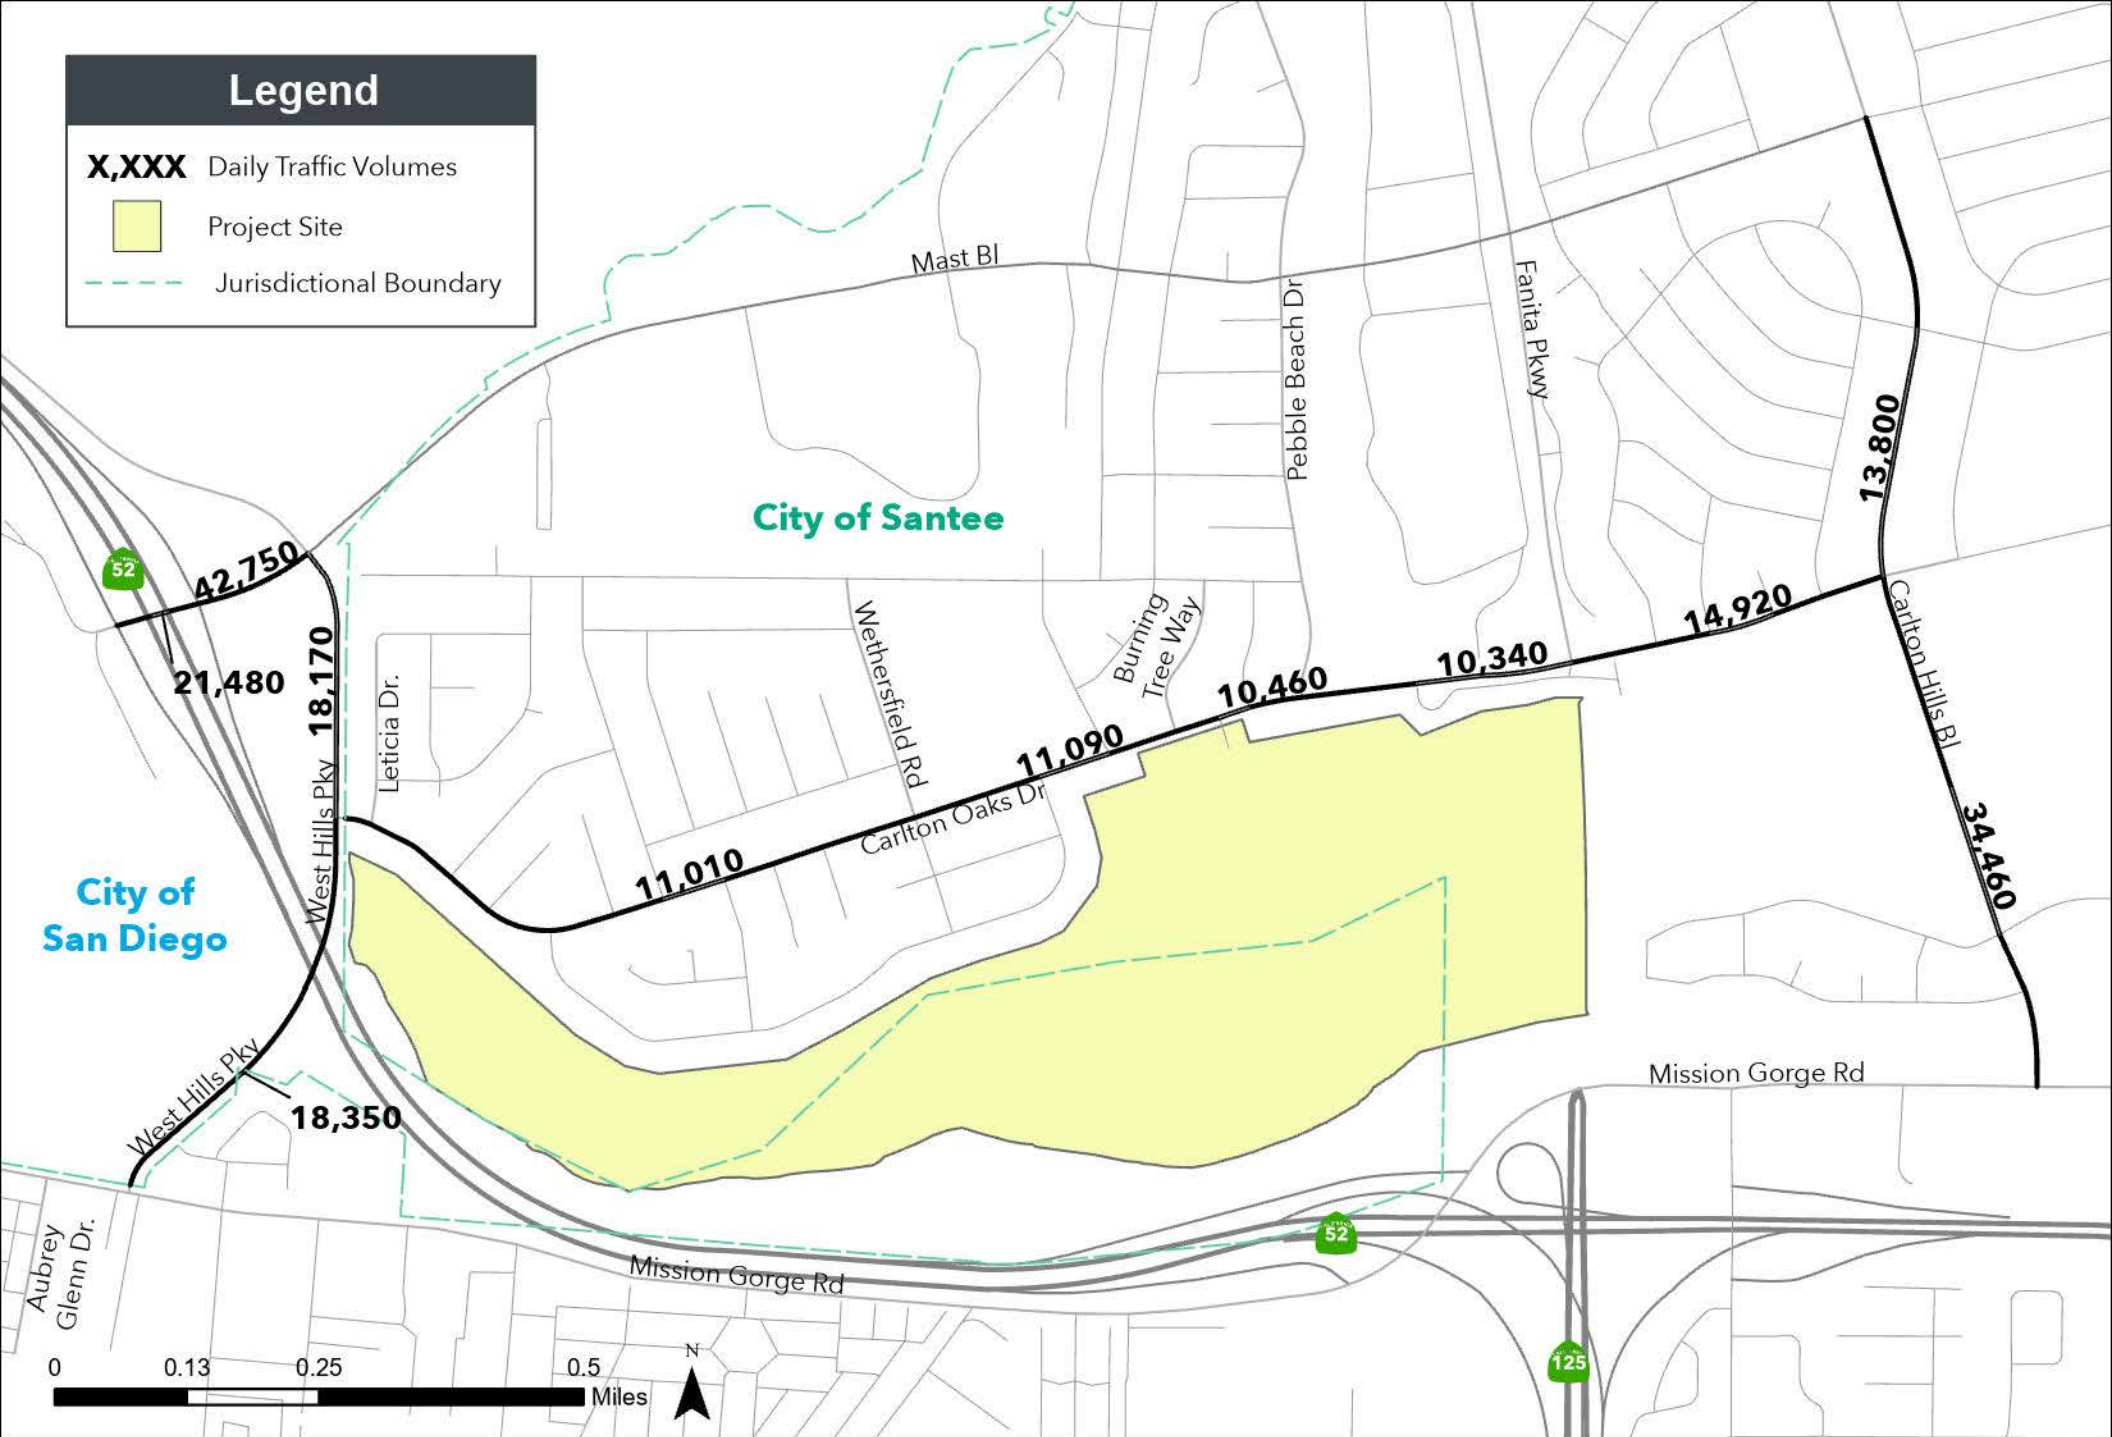 Legend
X,XXX Daily Traffic Volumes
Project Site
Jurisdictional Boundary
Mast Bl
Pebble Beach Dr
Fanita Pkwy
13,800
City of Santee
52
42,750
21,480
18,170
West Hills Pky
Leticia Dr.
Wethersfield Rd
Burning
Tree Way
14,920
10,340
10,460
11,090
Carlton Oaks Dr
11,010
Carlton Hills Bl
34,460
City of
San Diego
West Hills Pky
18,350
Mission Gorge Rd
52
Mission Gorge Rd
Aubrey
Glenn Dr.
125
0 0.13 0.25 0.5
Miles
N